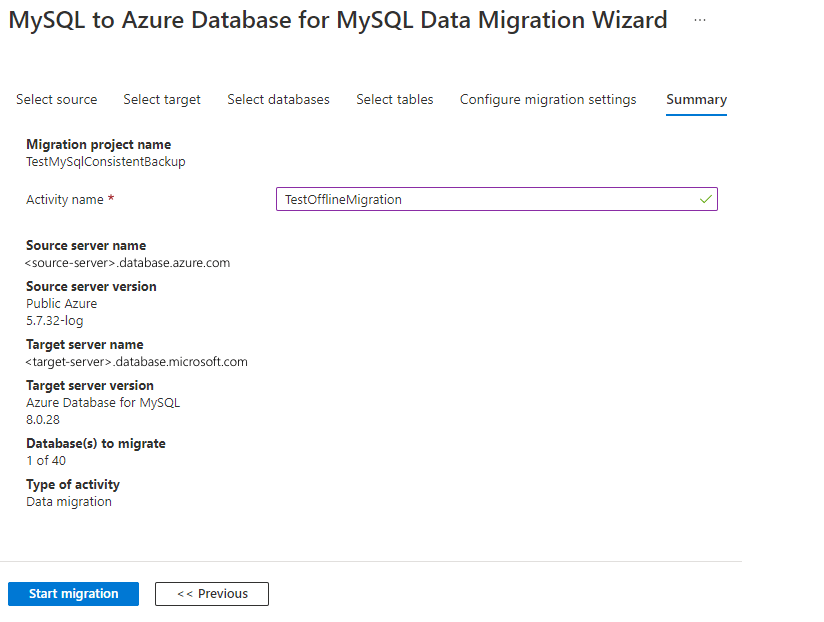 MySQL to Azure Database for MySQL Data Migration Wizard ...
Select source Select target Select databases Select tables Configure migration settings Summary
Migration project name
TestMySqlConsistentBackup
Activity name * TestOfflineMigration
Source server name
<source-server>.database.azure.com
Source server version
Public Azure
5.7.32-log
Target server name
<target-server>.database.microsoft.com
Target server version
Azure Database for MySQL
8.0.28
Database(s) to migrate
1 of 40
Type of activity
Data migration
Start migration << Previous